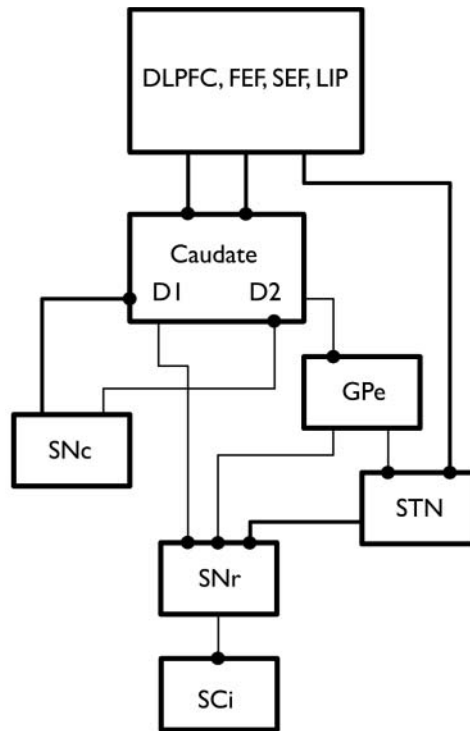 DLPFC, FEF, SEF, LIP
Caudate
D1 D2
GPe
SNc
STN
SNr
SCi